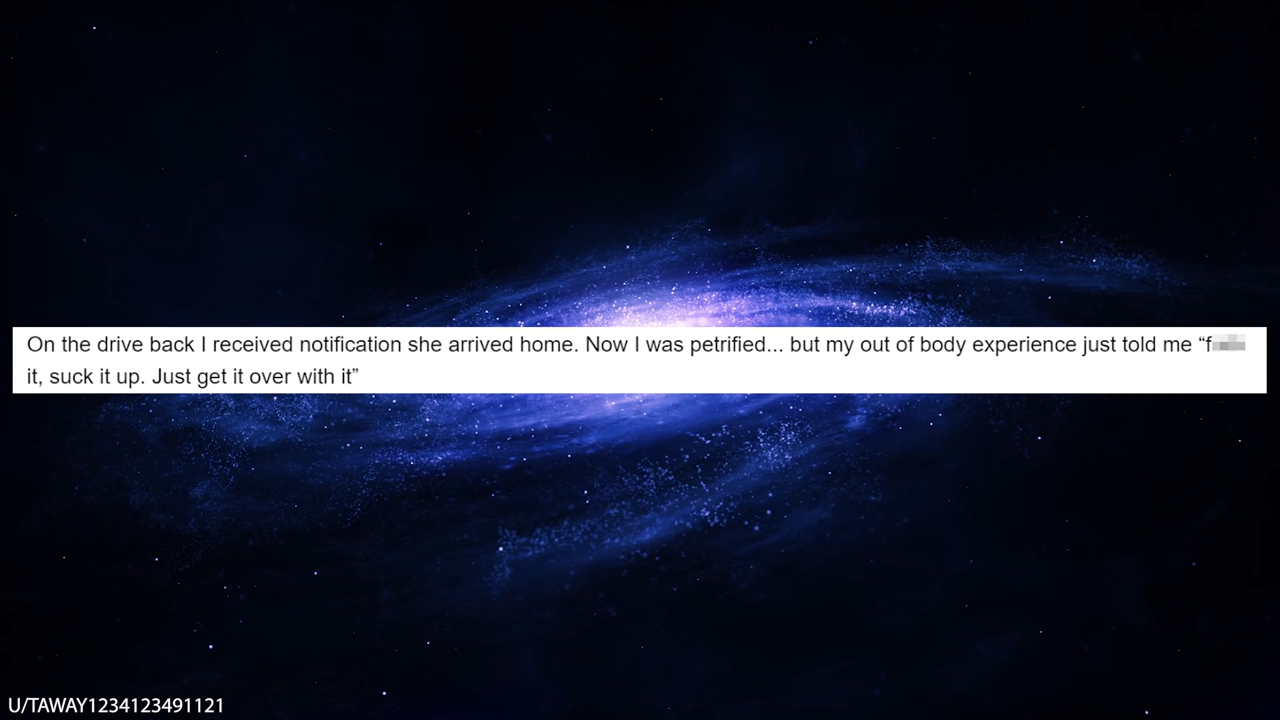 On the drive back I received notification she arrived home. Now I was petrified... but my out of body experience just told me “f
it, suck it up. Just get it over with it”
U/TAWAY1234123491121